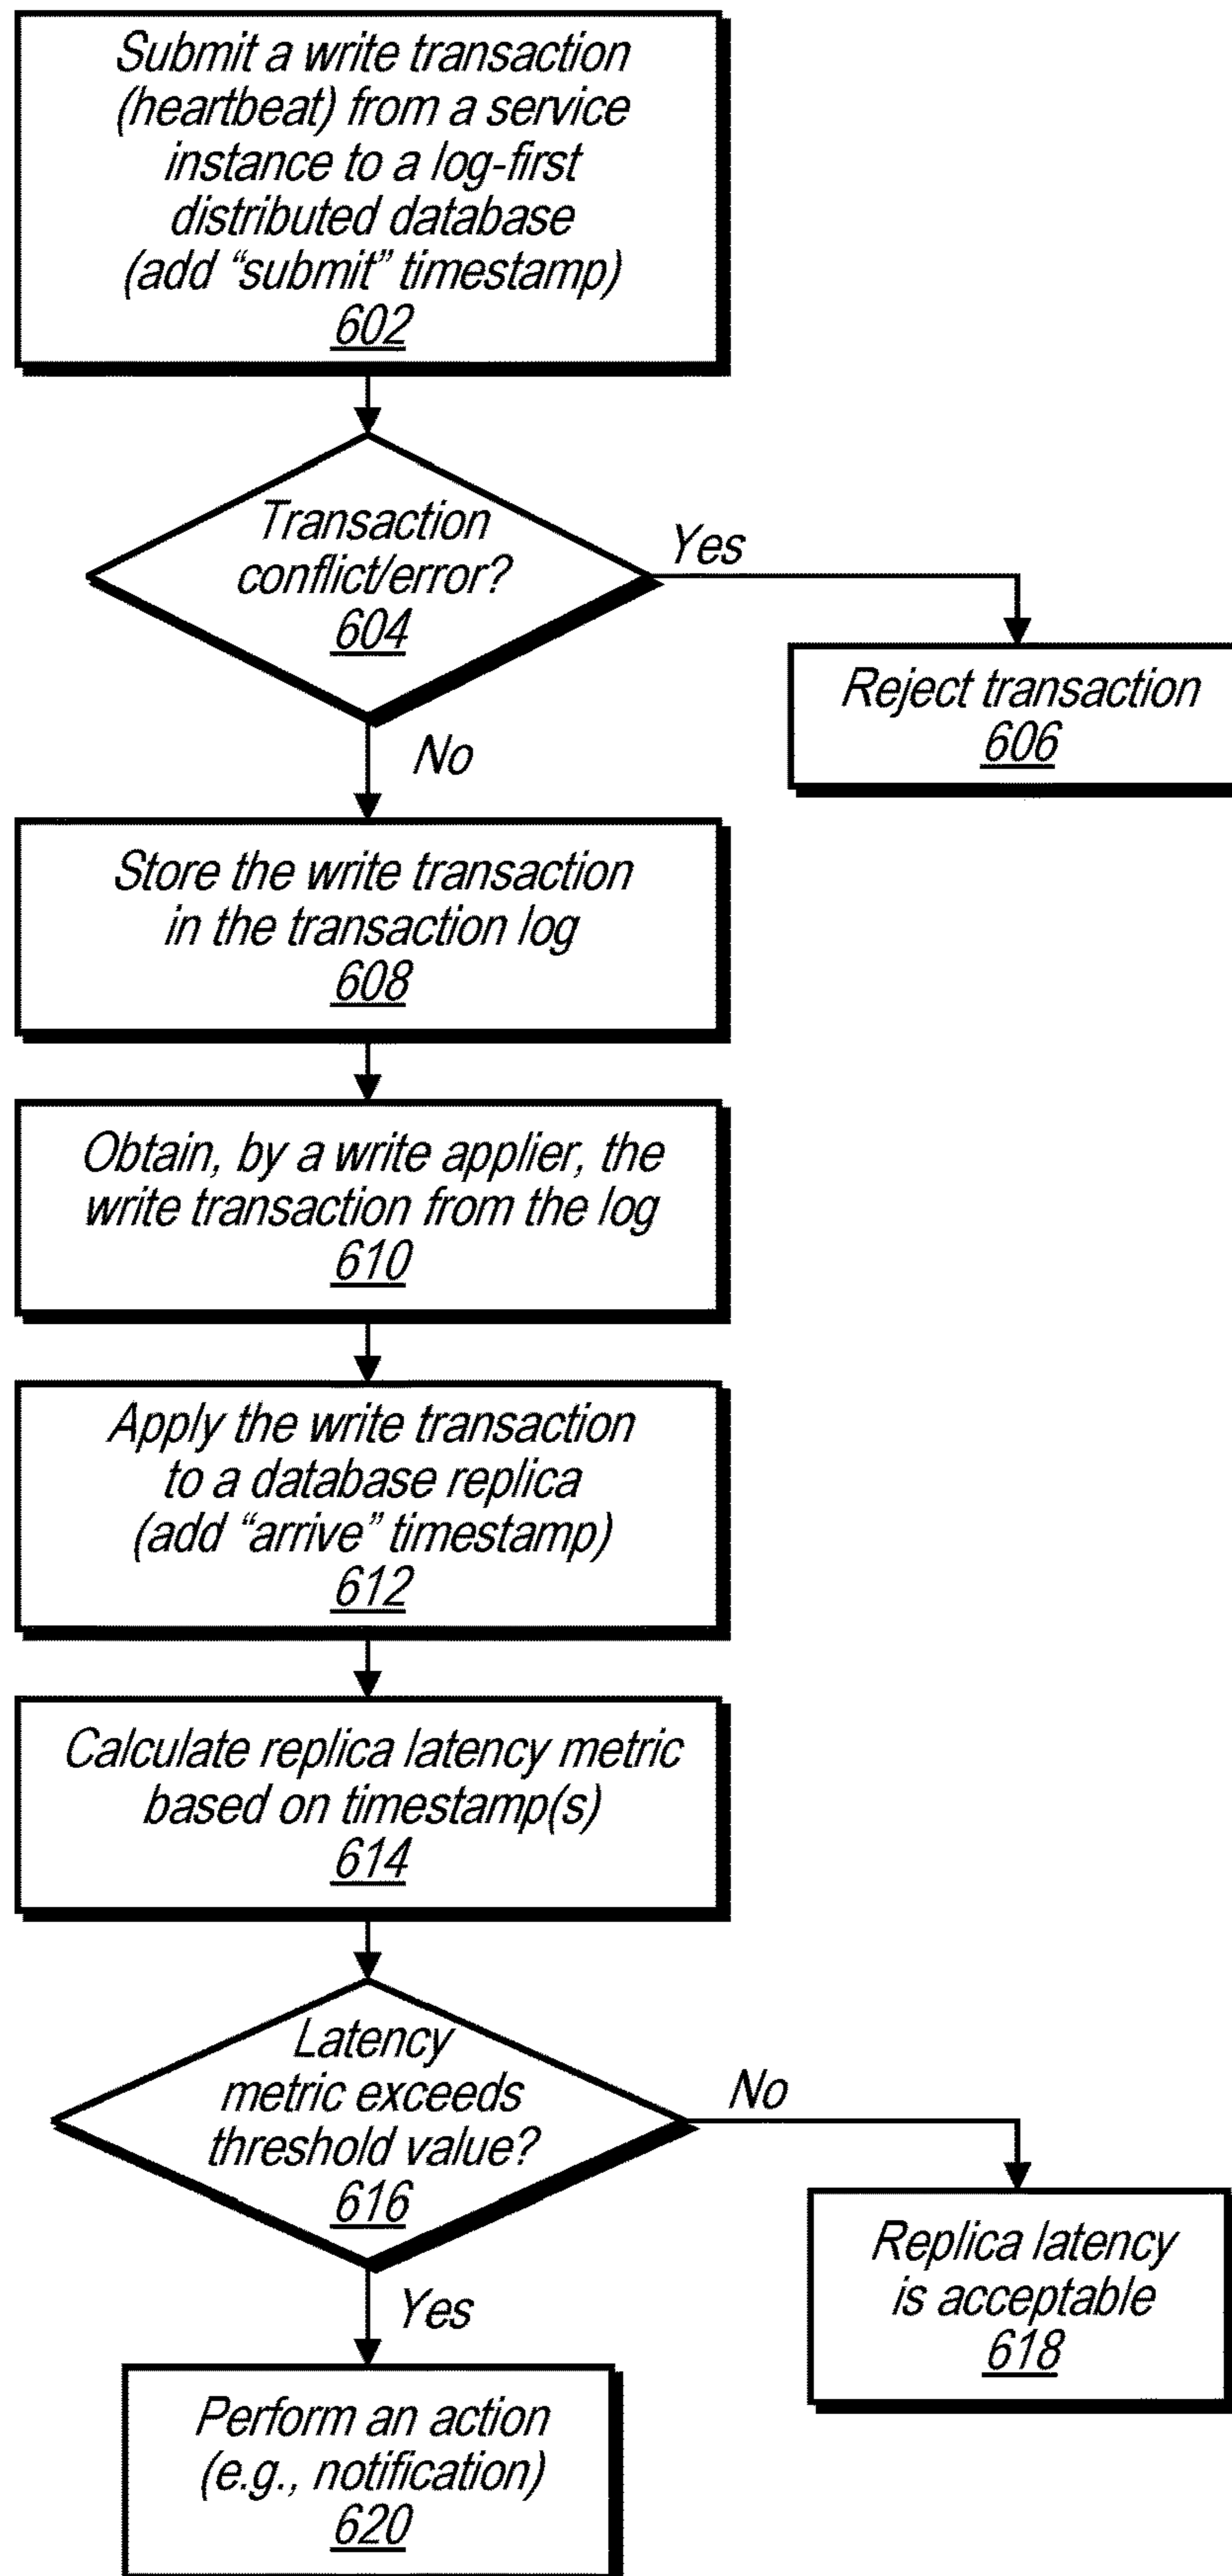 Submit a write transaction
(heartbeat) from a service
instance to a log-first
distributed database
(add “submit” timestamp)
602
Transaction
conflict/error?
604
Yes
Reject transaction
606
No
Store the write transaction
in the transaction log
608
Obtain, by a write applier, the
write transaction from the log
610
Apply the write transaction
to a database replica
(add “arrive” timestamp)
612
Calculate replica latency metric
based on timestamp(s)
614
Latency
metric exceeds
threshold value?
616
No
Replica latency
is acceptable
618
Yes
Perform an action
(e.g., notification)
620